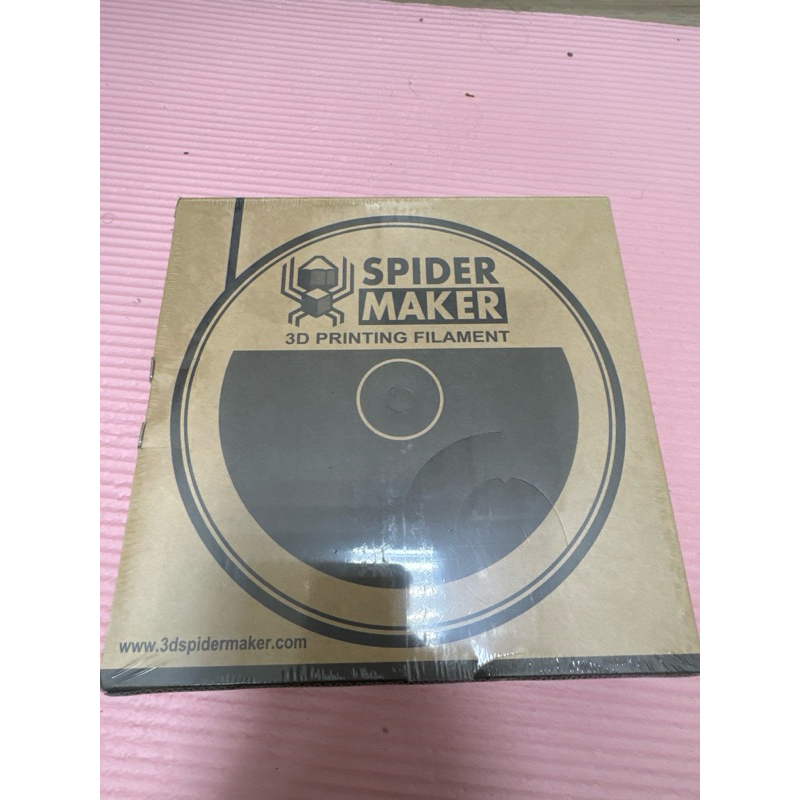 SPIDER
MAKER
3D PRINTING FILAMENT
www.3dspidermaker.com